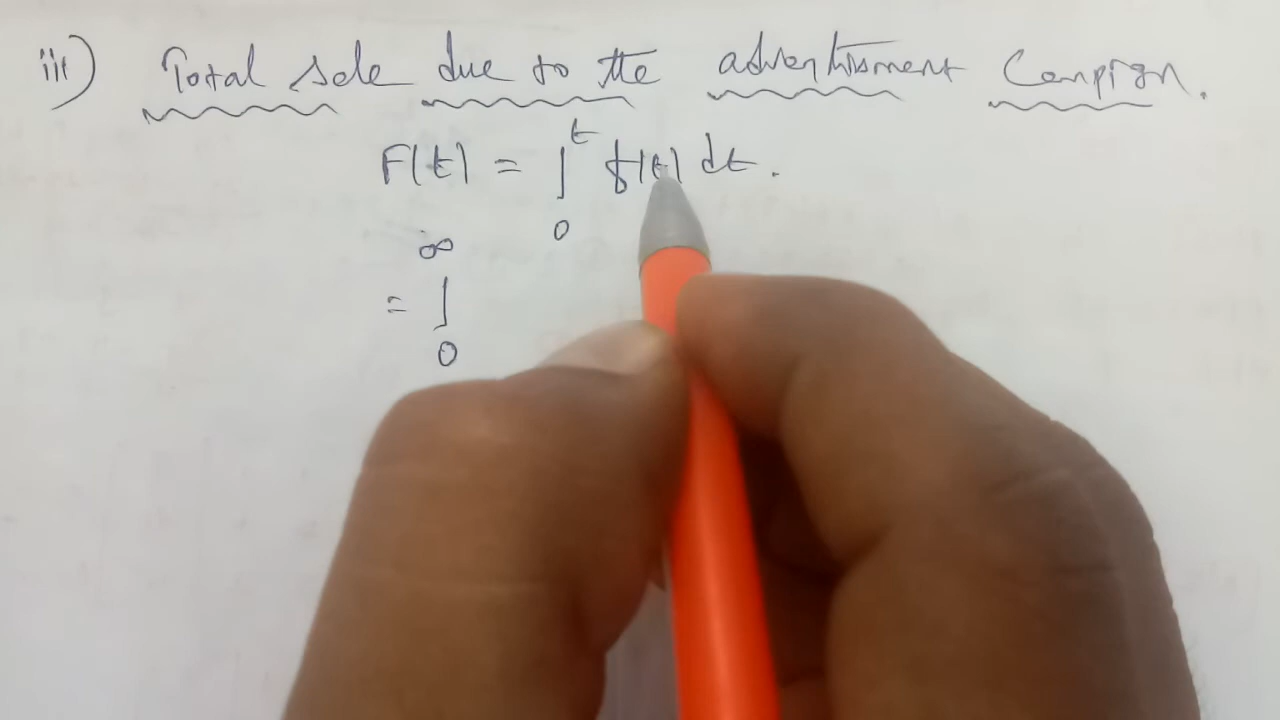 iii) Total sale due to the advertisment Campign.
F(t) = ∫₀ᵗ f(t) dt.
= ∫₀^∞